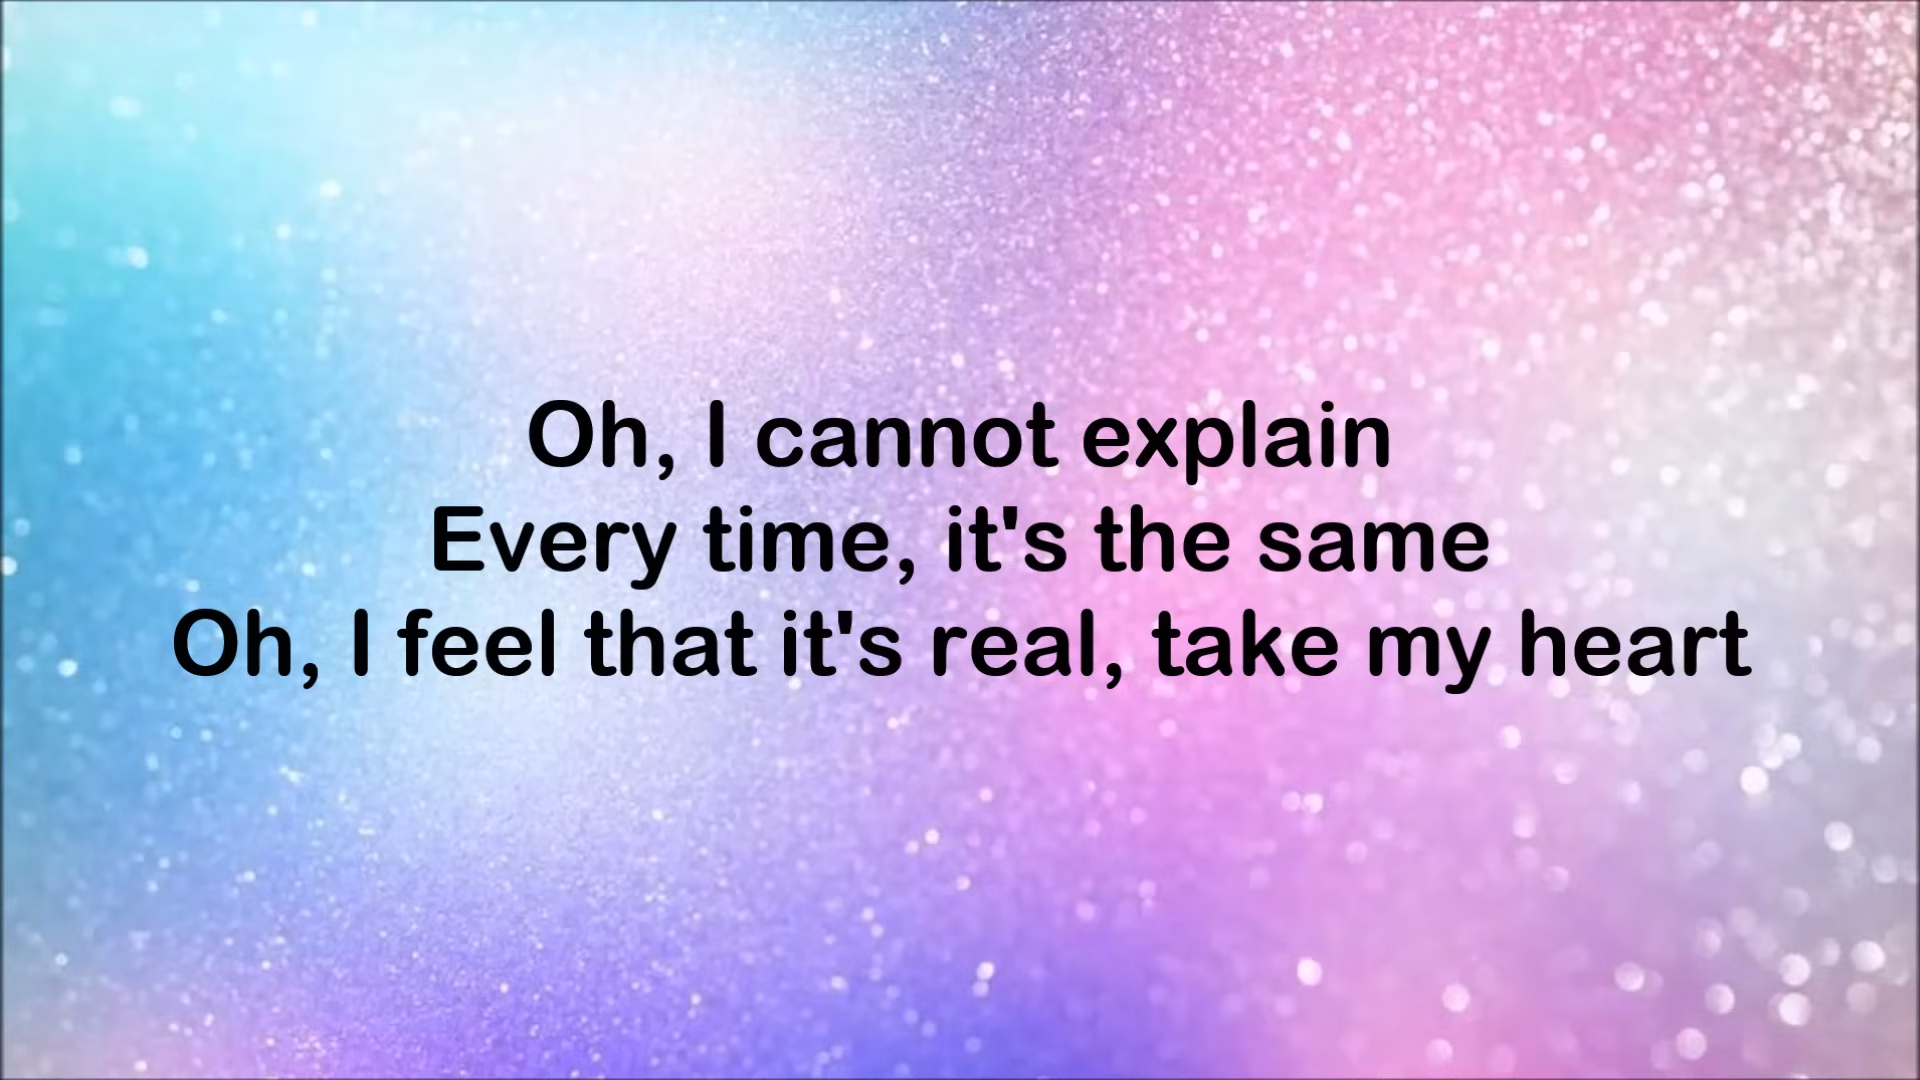 Oh, I cannot explain
Every time, it's the same
Oh, I feel that it's real, take my heart